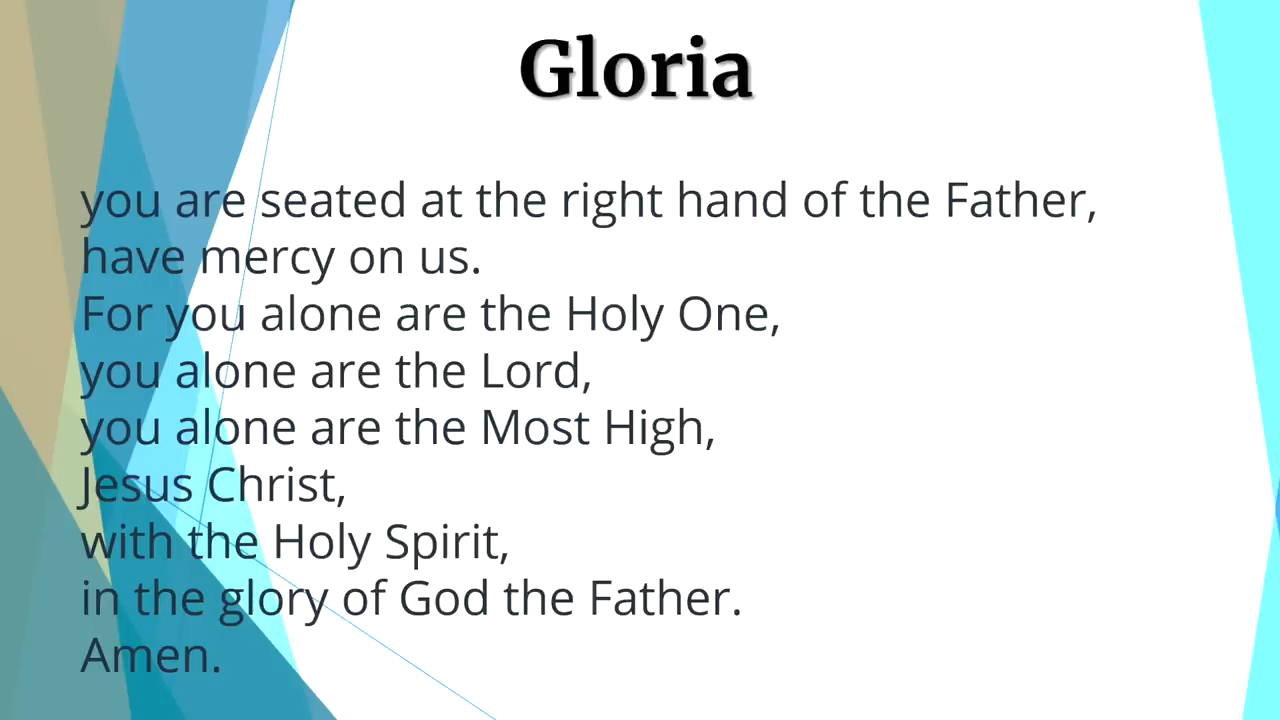 Gloria
you are seated at the right hand of the Father,
have mercy on us.
For you alone are the Holy One,
you alone are the Lord,
you alone are the Most High,
Jesus Christ,
with the Holy Spirit,
in the glory of God the Father.
Amen.